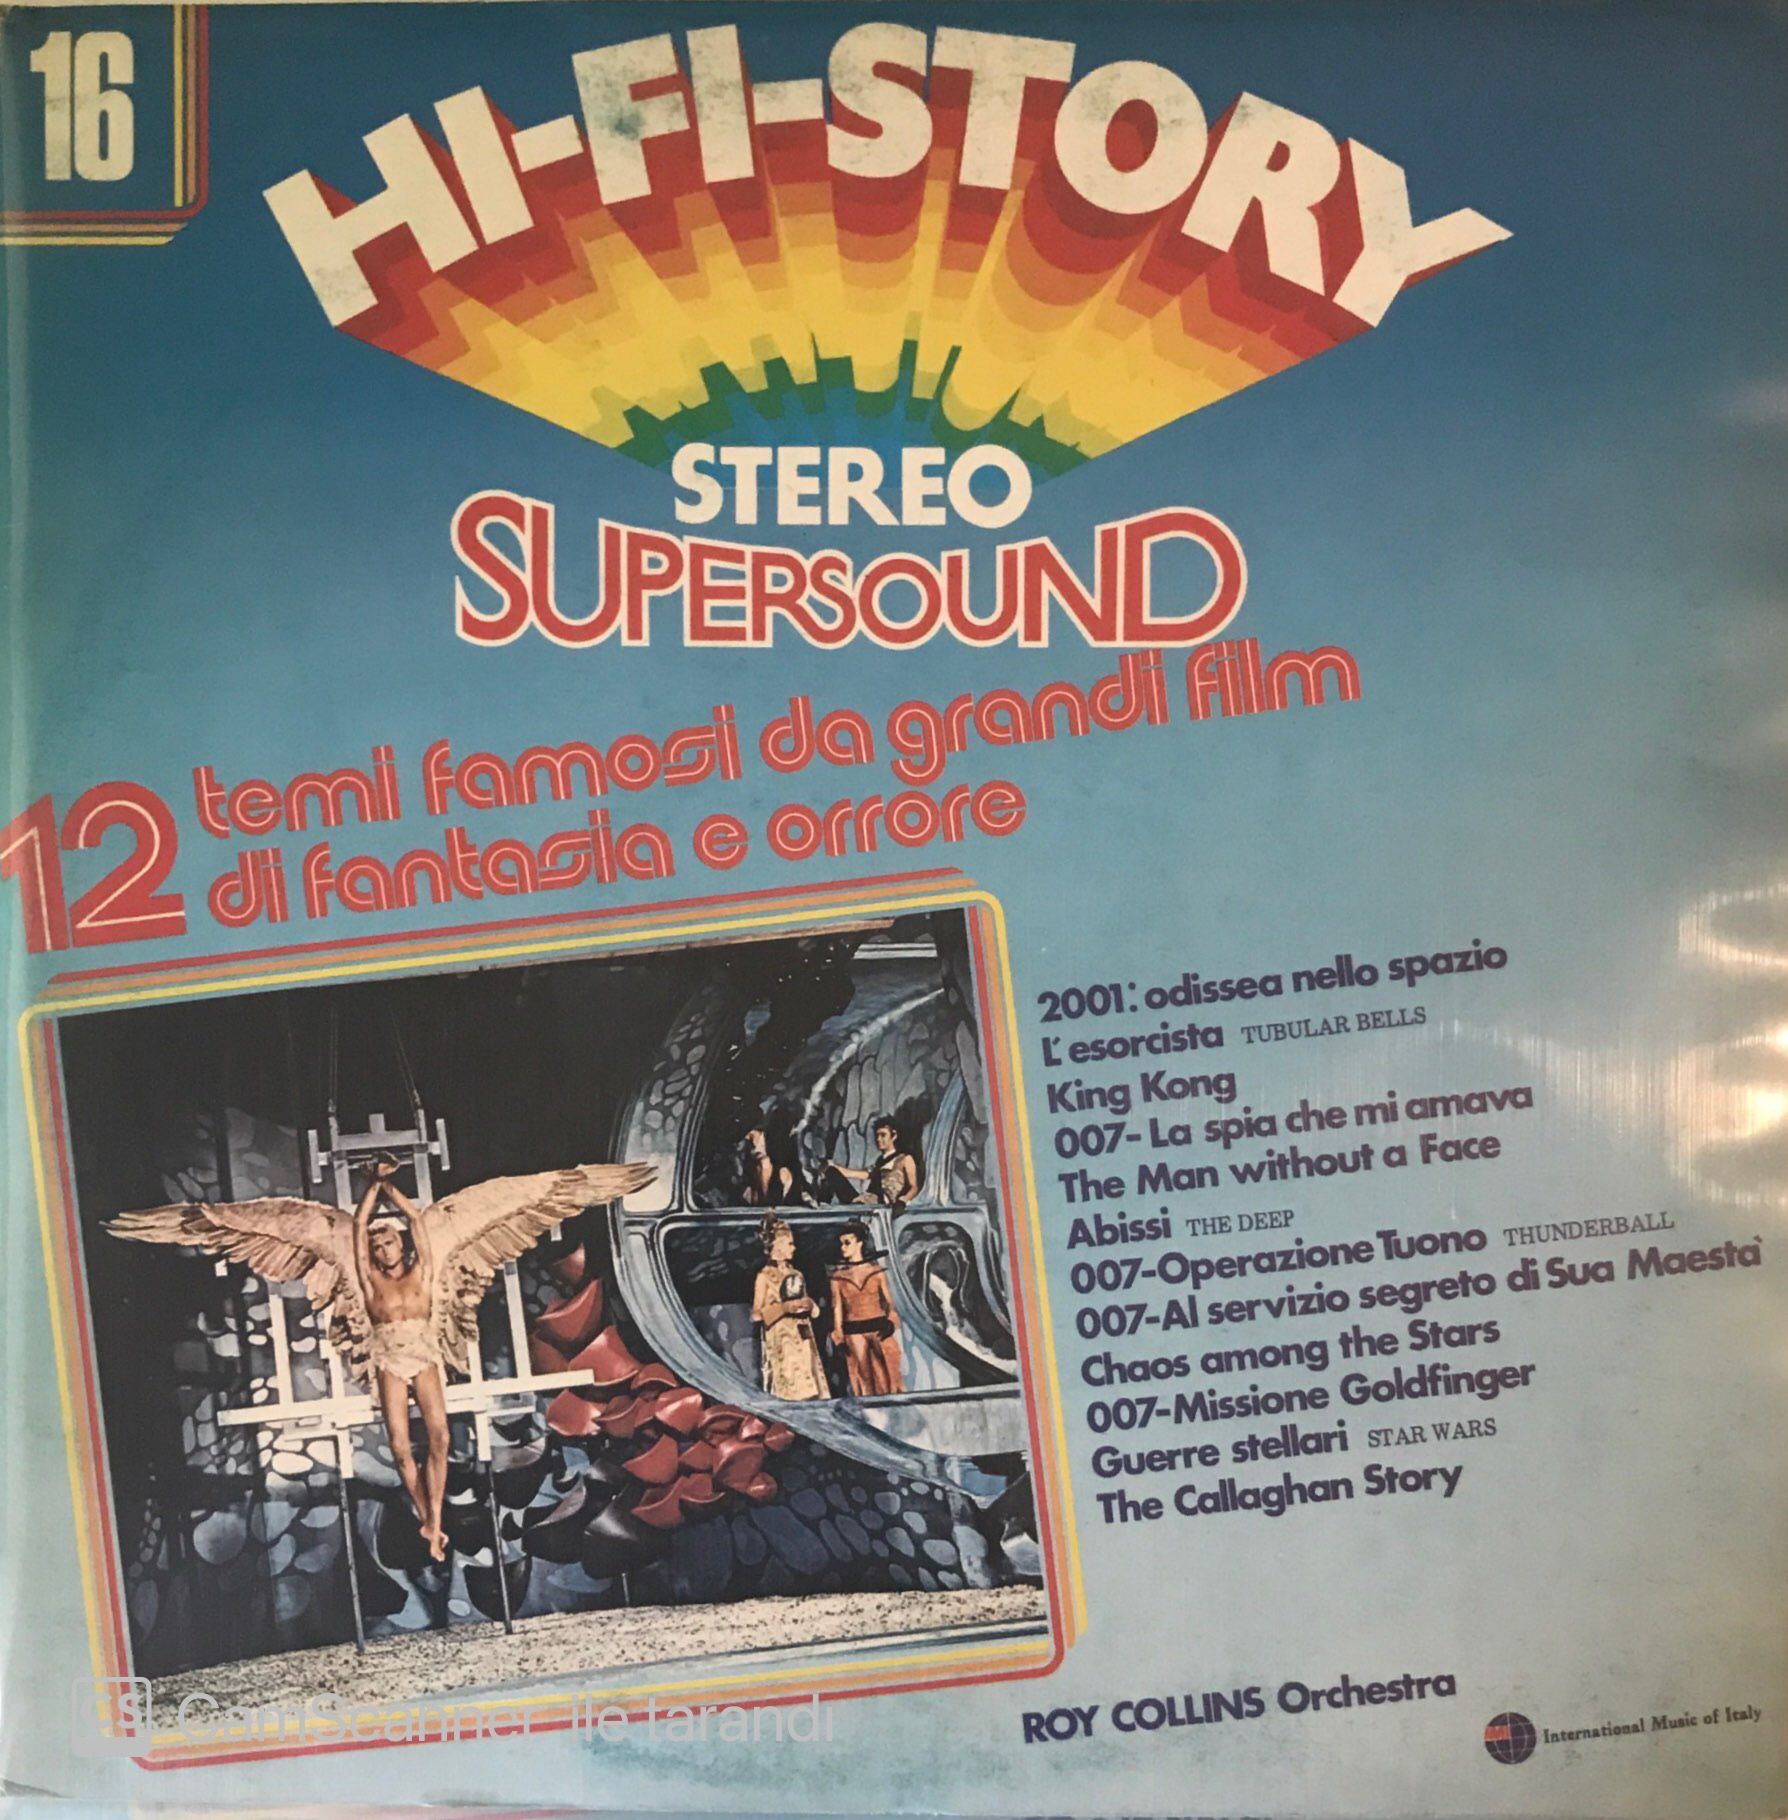 16
HI-FI-STORY
STEREO
SUPERSOUND
12 temi famosi da grandi film
di fantasia e orrore
2001: odissea nello spazio
L'esorcista TUBULAR BELLS
King Kong
007-La spia che mi amava
The Man without a Face
Abissi THE DEEP
007-Operazione Tuono THUNDERBALL
007-Al servizio segreto di Sua Maestà
Chaos among the Stars
007-Missione Goldfinger
Guerre stellari STAR WARS
The Callaghan Story
ROY COLLINS Orchestra
International Music of Italy
CS CamScanner ile tarandı